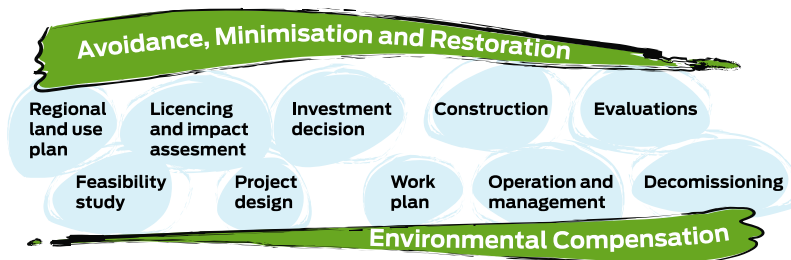 Avoidance, Minimisation and Restoration
Regional
land use
plan
Licencing
and impact
assesment
Investment
decision
Construction
Evaluations
Feasibility
study
Project
design
Work
plan
Operation and
management
Decomissioning
Environmental Compensation